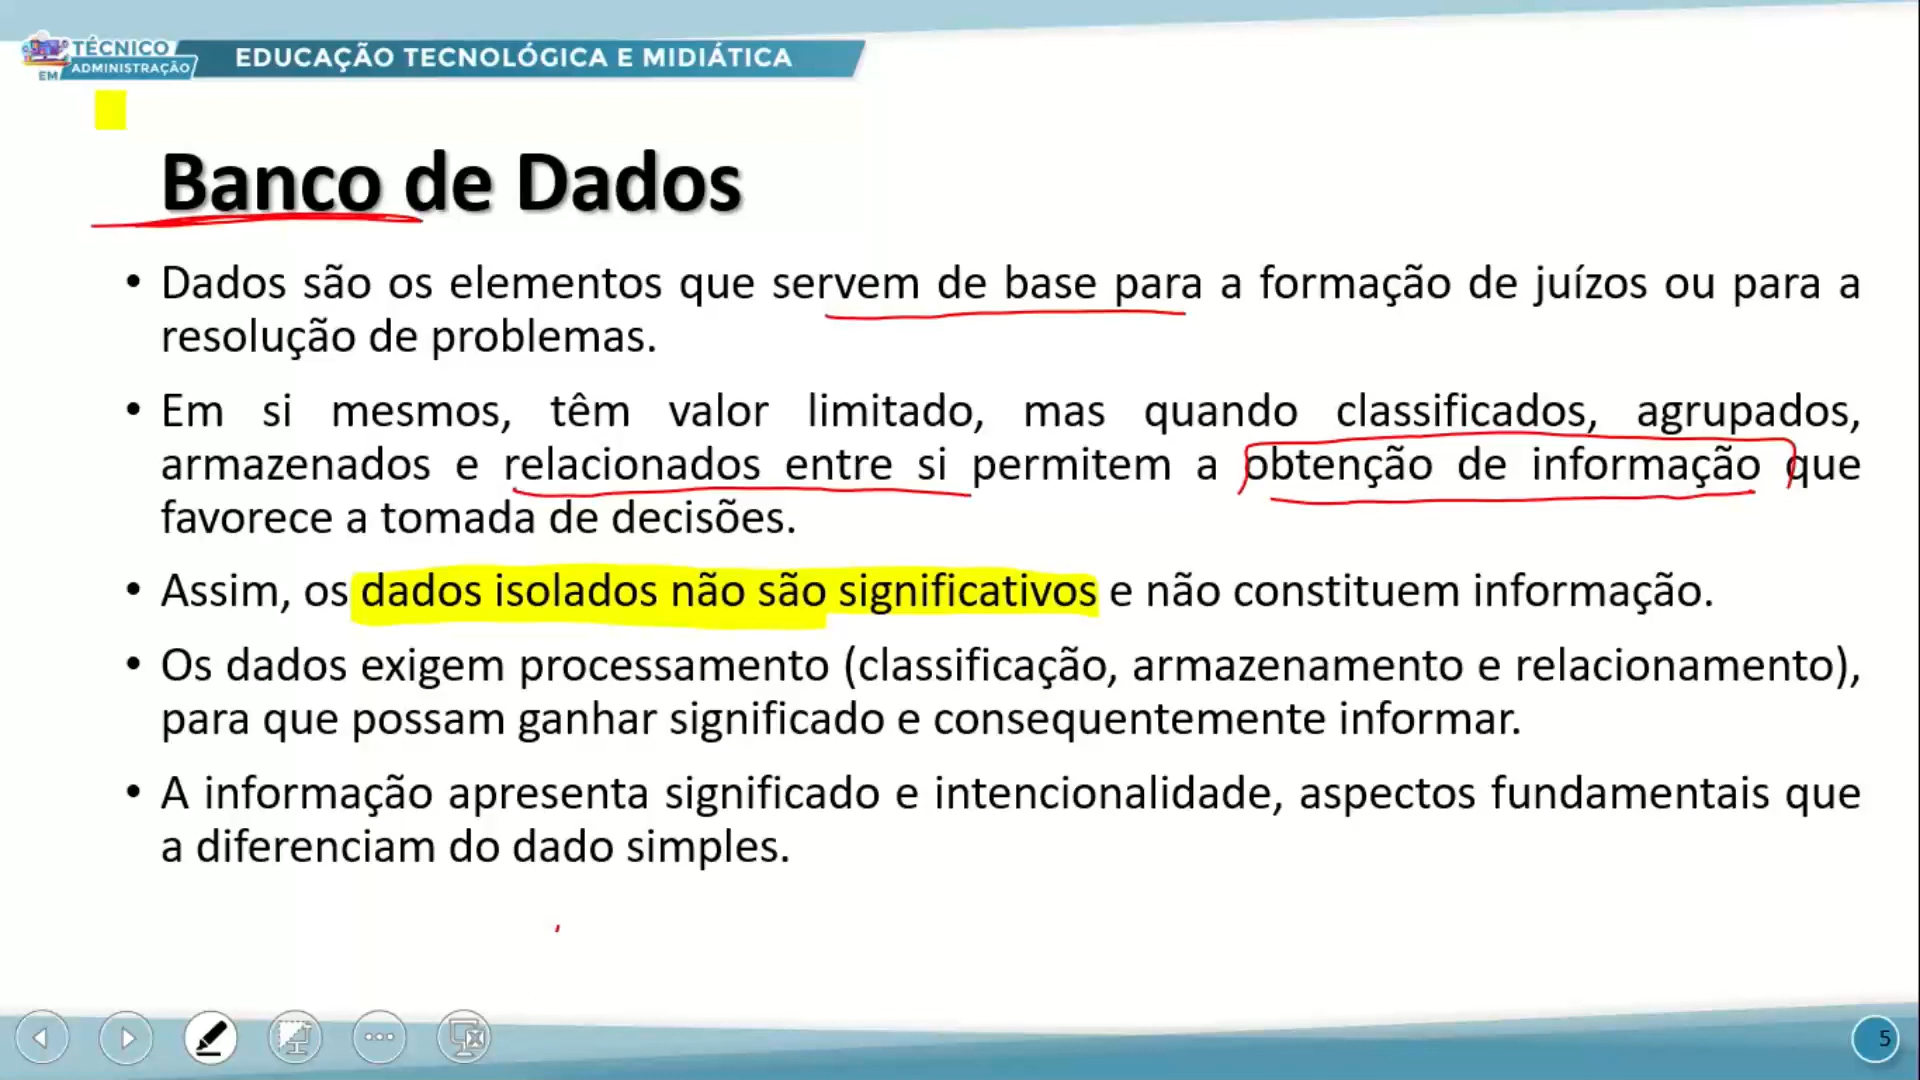 TÉCNICO
EM ADMINISTRAÇÃO
EDUCAÇÃO TECNOLÓGICA E MIDIÁTICA
Banco de Dados
• Dados são os elementos que servem de base para a formação de juízos ou para a
resolução de problemas.
• Em si mesmos, têm valor limitado, mas quando classificados, agrupados,
armazenados e relacionados entre si permitem a obtenção de informação que
favorece a tomada de decisões.
• Assim, os dados isolados não são significativos e não constituem informação.
• Os dados exigem processamento (classificação, armazenamento e relacionamento),
para que possam ganhar significado e consequentemente informar.
• A informação apresenta significado e intencionalidade, aspectos fundamentais que
a diferenciam do dado simples.
5